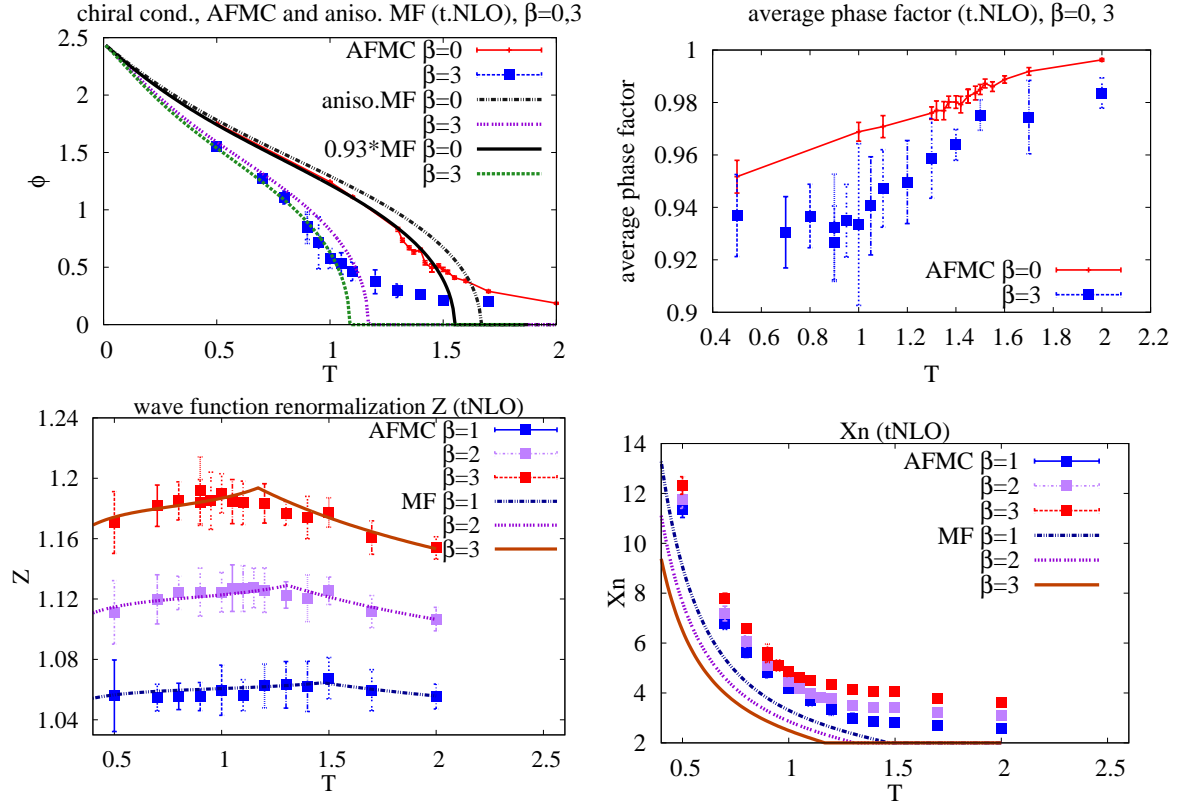 chiral cond., AFMC and aniso. MF (t.NLO), β=0,3
2.5
2
1.5
1
0.5
0
ϕ
0
0.5
1
1.5
2
T
AFMC β=0
β=3
aniso.MF β=0
β=3
0.93*MF β=0
β=3
average phase factor (t.NLO), β=0, 3
1
0.98
0.96
0.94
0.92
0.9
average phase factor
0.4 0.6 0.8 1 1.2 1.4 1.6 1.8 2 2.2
T
AFMC β=0
β=3
wave function renormalization Z (tNLO)
1.24
1.2
1.16
1.12
1.08
1.04
Z
0.5 1 1.5 2 2.5
T
AFMC β=1
β=2
β=3
MF β=1
β=2
β=3
Xn (tNLO)
14
12
10
8
6
4
2
Xn
0.5 1 1.5 2 2.5
T
AFMC β=1
β=2
β=3
MF β=1
β=2
β=3